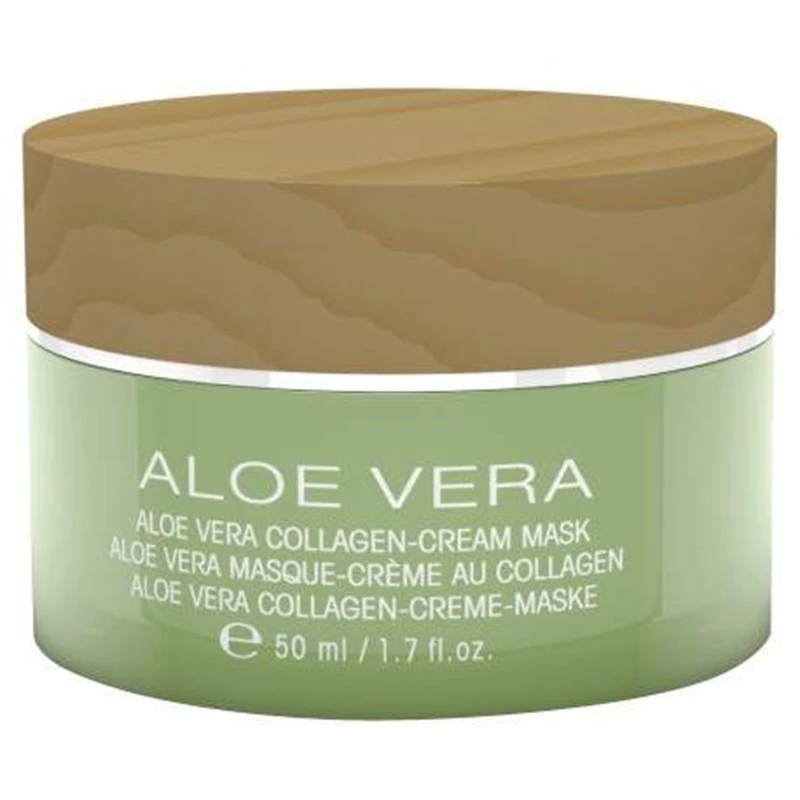 ALOE VERA
ALOE VERA COLLAGEN-CREAM MASK
ALOE VERA MASQUE-CRÈME AU COLLAGEN
ALOE VERA COLLAGEN-CREME-MASKE
℮ 50 ml / 1.7 fl.oz.